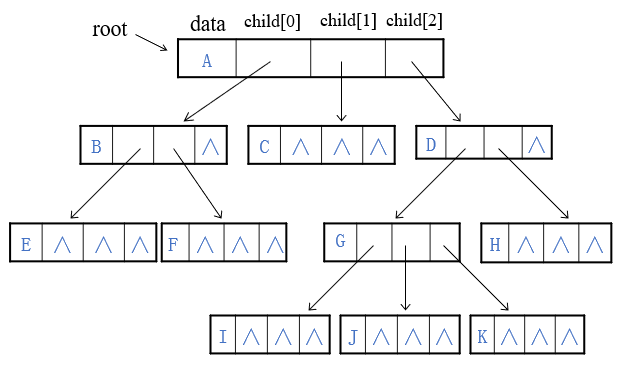 root data child[0] child[1] child[2]
A
B ∧ C ∧ ∧ ∧ D ∧
E ∧ ∧ ∧ F ∧ ∧ ∧ G H ∧ ∧ ∧
I ∧ ∧ ∧ J ∧ ∧ ∧ K ∧ ∧ ∧